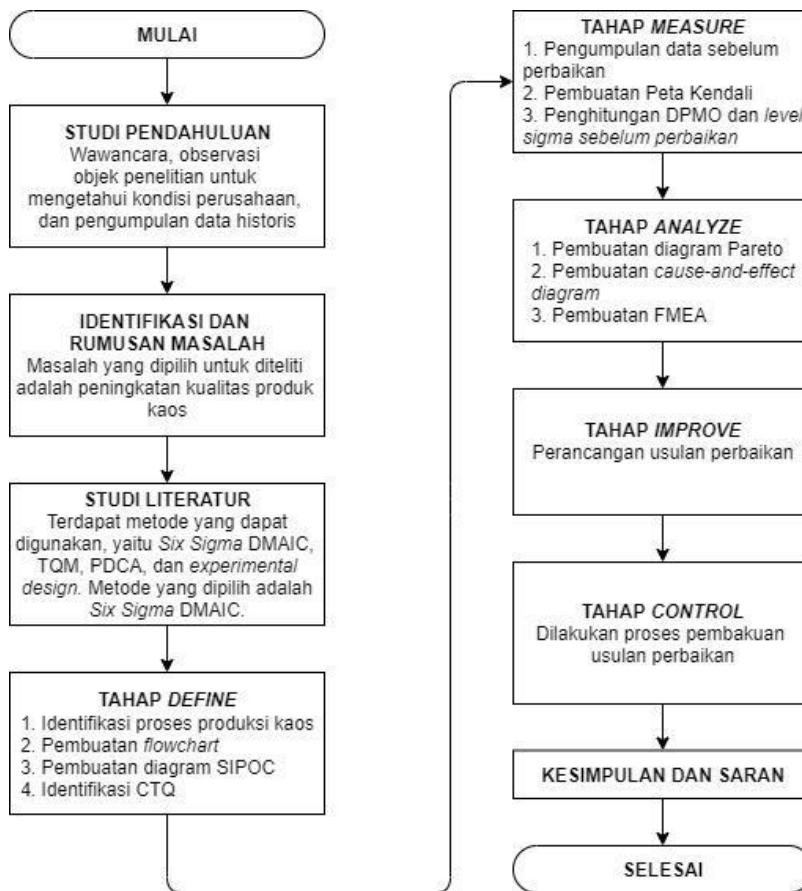 MULAI
STUDI PENDAHULUAN
Wawancara, observasi
objek penelitian untuk
mengetahui kondisi perusahaan,
dan pengumpulan data historis
IDENTIFIKASI DAN
RUMUSAN MASALAH
Masalah yang dipilih untuk diteliti
adalah peningkatan kualitas produk
kaos
STUDI LITERATUR
Terdapat metode yang dapat
digunakan, yaitu Six Sigma DMAIC,
TQM, PDCA, dan experimental
design. Metode yang dipilih adalah
Six Sigma DMAIC.
TAHAP DEFINE
1. Identifikasi proses produksi kaos
2. Pembuatan flowchart
3. Pembuatan diagram SIPOC
4. Identifikasi CTQ
TAHAP MEASURE
1. Pengumpulan data sebelum
perbaikan
2. Pembuatan Peta Kendali
3. Penghitungan DPMO dan level
sigma sebelum perbaikan
TAHAP ANALYZE
1. Pembuatan diagram Pareto
2. Pembuatan cause-and-effect
diagram
3. Pembuatan FMEA
TAHAP IMPROVE
Perancangan usulan perbaikan
TAHAP CONTROL
Dilakukan proses pembakuan
usulan perbaikan
KESIMPULAN DAN SARAN
SELESAI